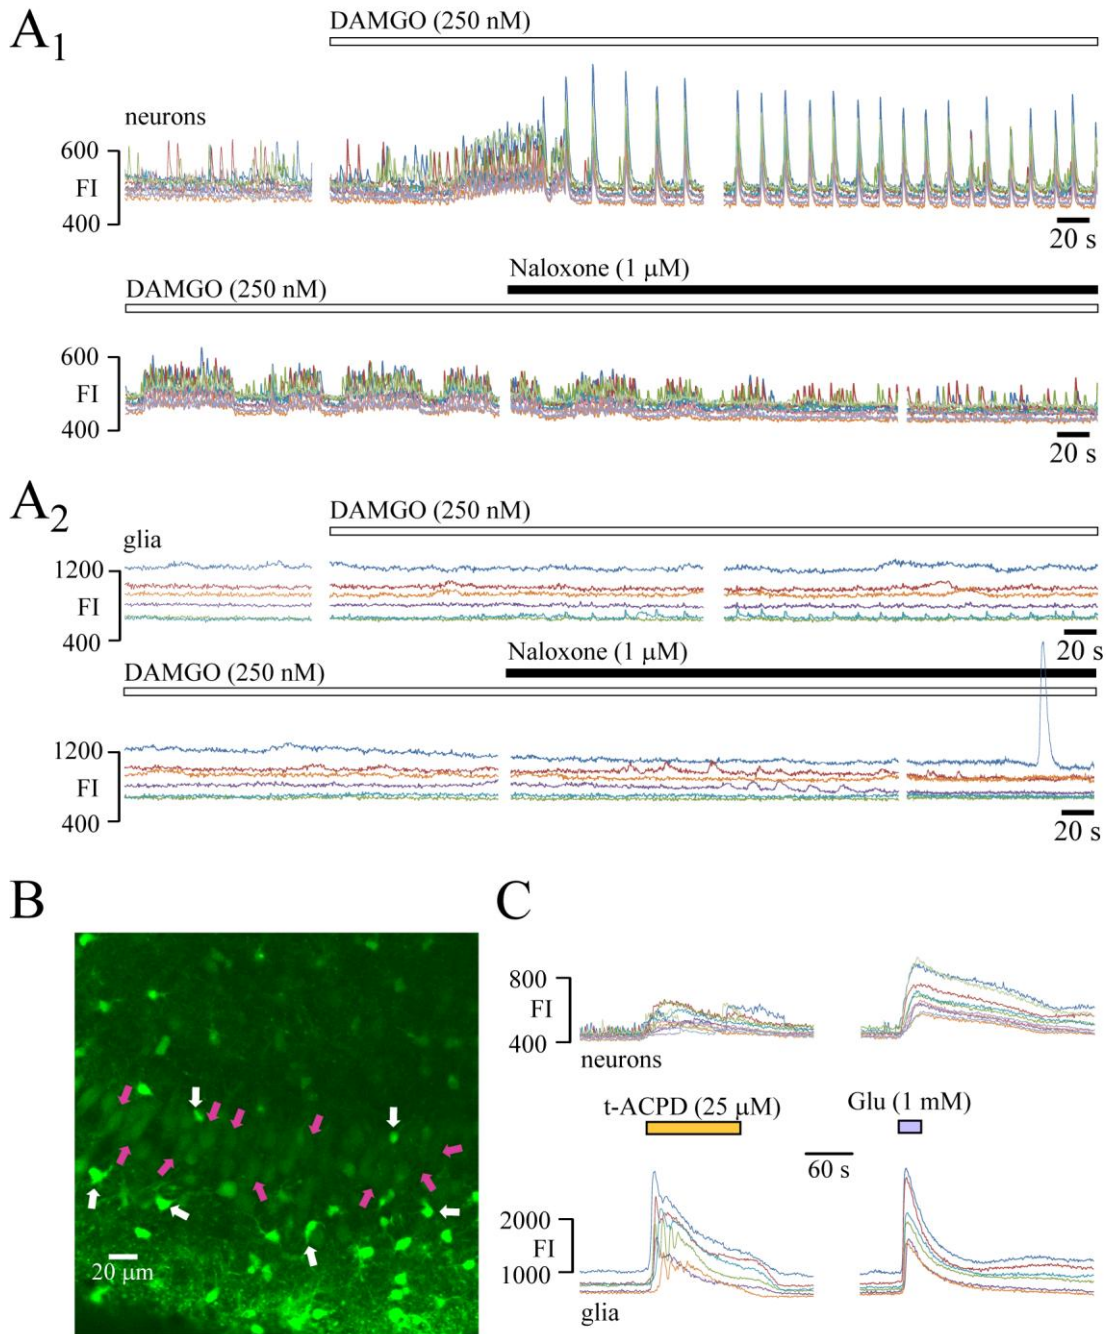 A1
DAMGO (250 nM)
neurons
600
FI
400
20 s
Naloxone (1 μM)
DAMGO (250 nM)
600
FI
400
20 s
A2
DAMGO (250 nM)
glia
1200
FI
400
20 s
Naloxone (1 μM)
DAMGO (250 nM)
1200
FI
400
20 s
B
20 μm
C
800
FI
400
neurons
t-ACPD (25 μM)
Glu (1 mM)
60 s
2000
FI
1000
glia